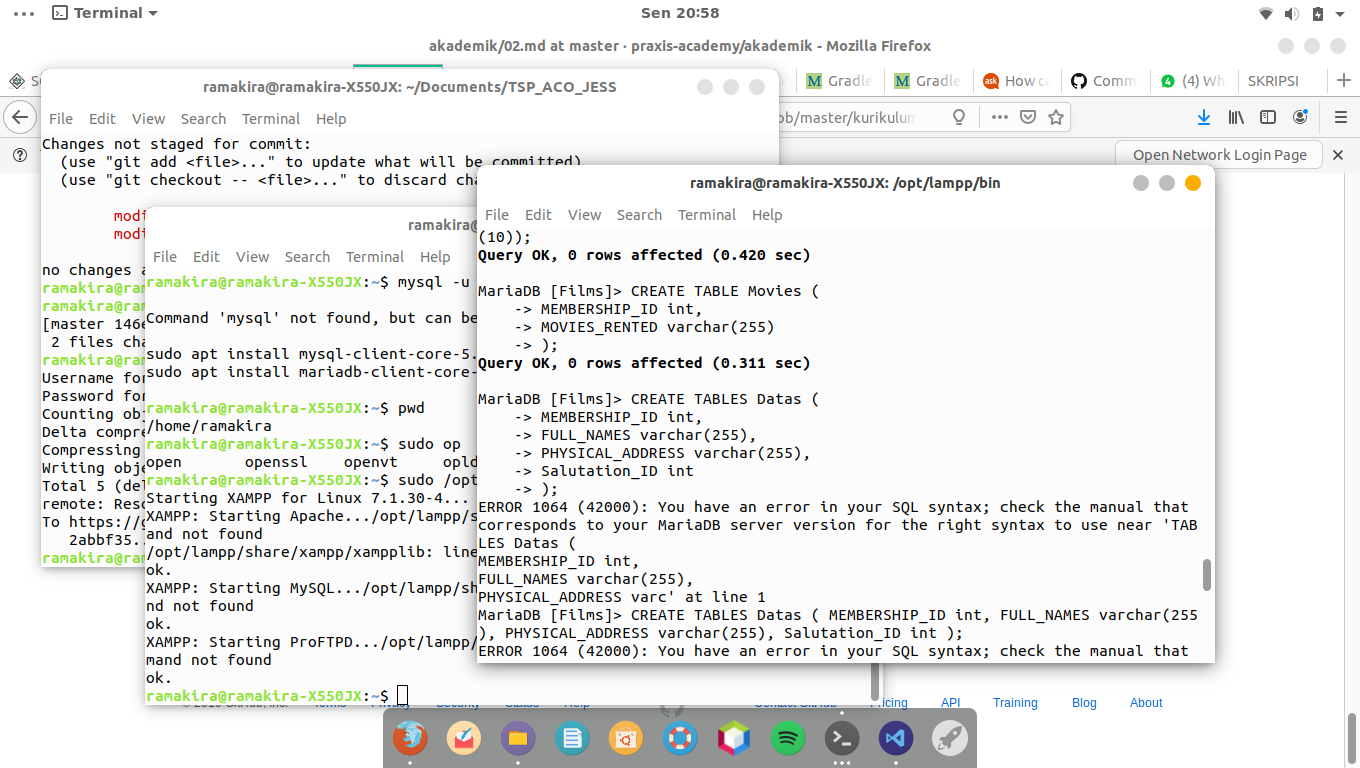 Terminal
Sen 20:58
akademik/02.md at master · praxis-academy/akademik - Mozilla Firefox
Gradle
Gradle
How ca
Comm
(4) Wh
SKRIPSI
ob/master/kurikulum
Open Network Login Page
ramakira@ramakira-X550JX: ~/Documents/TSP_ACO_JESS
File Edit View Search Terminal Help
Changes not staged for commit:
(use "git add <file>..." to update what will be committed)
(use "git checkout -- <file>..." to discard cha
modi
modi
no changes a
ramakira@ram
ramakira@ram
[master 146e
2 files cha
ramakira@ram
Username for
Password for
Counting obj
Delta compre
Compressing
Writing obje
Total 5 (del
remote: Reso
To https://g
2abbf35..
ramakira@ram
ramakira@
File Edit View Search Terminal Help
ramakira@ramakira-X550JX:~$ mysql -u
Command 'mysql' not found, but can be
sudo apt install mysql-client-core-5.
sudo apt install mariadb-client-core-
ramakira@ramakira-X550JX:~$ pwd
/home/ramakira
ramakira@ramakira-X550JX:~$ sudo op
open openssl openvt opld
ramakira@ramakira-X550JX:~$ sudo /opt
Starting XAMPP for Linux 7.1.30-4...
XAMPP: Starting Apache.../opt/lampp/s
and not found
/opt/lampp/share/xampp/xampplib: line
ok.
XAMPP: Starting MySQL.../opt/lampp/sh
nd not found
ok.
XAMPP: Starting ProFTPD.../opt/lampp/
mand not found
ok.
ramakira@ramakira-X550JX:~$
ramakira@ramakira-X550JX: /opt/lampp/bin
File Edit View Search Terminal Help
(10));
Query OK, 0 rows affected (0.420 sec)
MariaDB [Films]> CREATE TABLE Movies (
-> MEMBERSHIP_ID int,
-> MOVIES_RENTED varchar(255)
-> );
Query OK, 0 rows affected (0.311 sec)
MariaDB [Films]> CREATE TABLES Datas (
-> MEMBERSHIP_ID int,
-> FULL_NAMES varchar(255),
-> PHYSICAL_ADDRESS varchar(255),
-> Salutation_ID int
-> );
ERROR 1064 (42000): You have an error in your SQL syntax; check the manual that
corresponds to your MariaDB server version for the right syntax to use near 'TAB
LES Datas (
MEMBERSHIP_ID int,
FULL_NAMES varchar(255),
PHYSICAL_ADDRESS varc' at line 1
MariaDB [Films]> CREATE TABLES Datas ( MEMBERSHIP_ID int, FULL_NAMES varchar(255
), PHYSICAL_ADDRESS varchar(255), Salutation_ID int );
ERROR 1064 (42000): You have an error in your SQL syntax; check the manual that
Pricing API Training Blog About